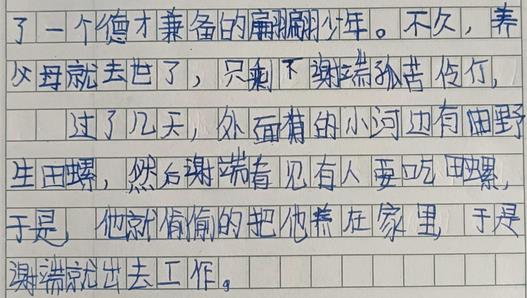 了一个德才兼备的翩翩少年。不久，养
父母就去世了，只剩下谢端孤苦伶仃，
过了几天，外面有的小河边有由野
生田螺，然后谢端看见有人要吃田螺，
于是，他就偷偷的把他养在家里，于是
谢端就出去工作。